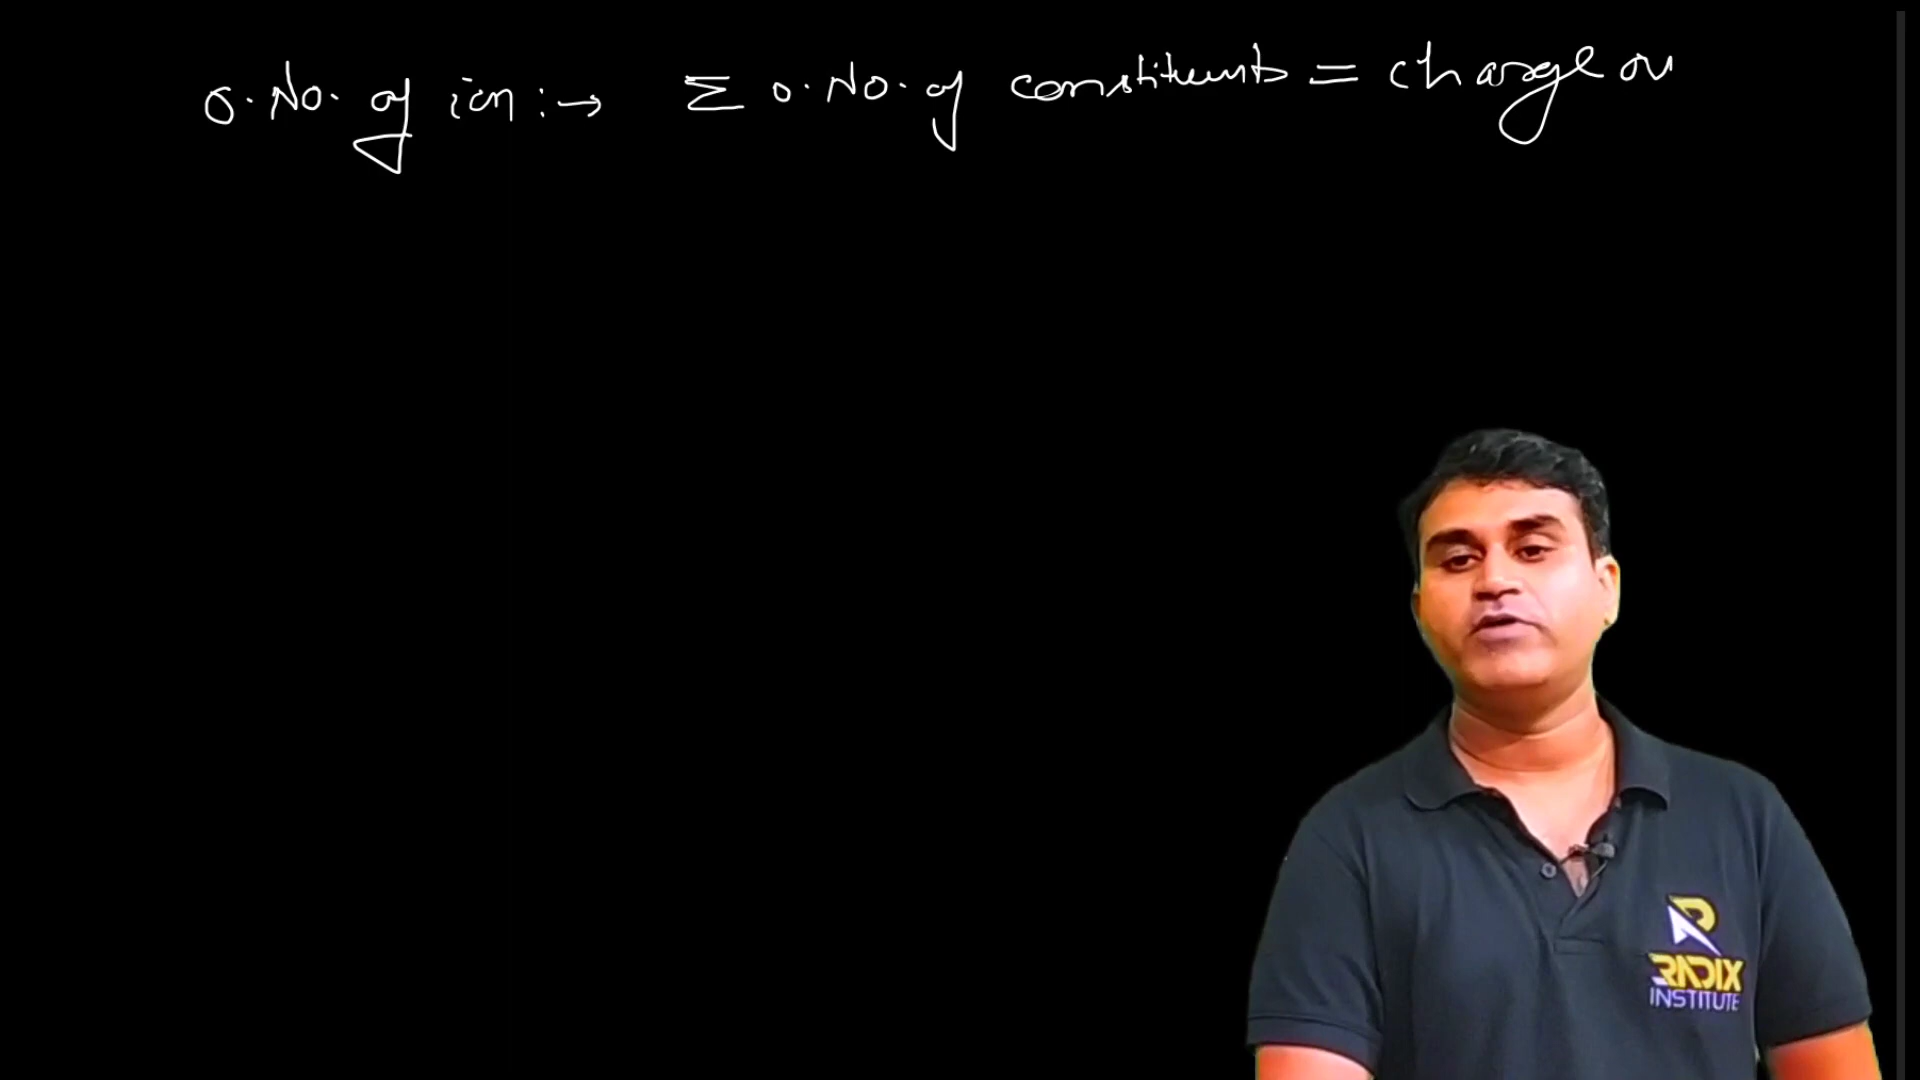 O. No. of ion :→ Σ O. No. of constituents = charge on
RADIX
INSTITUTE